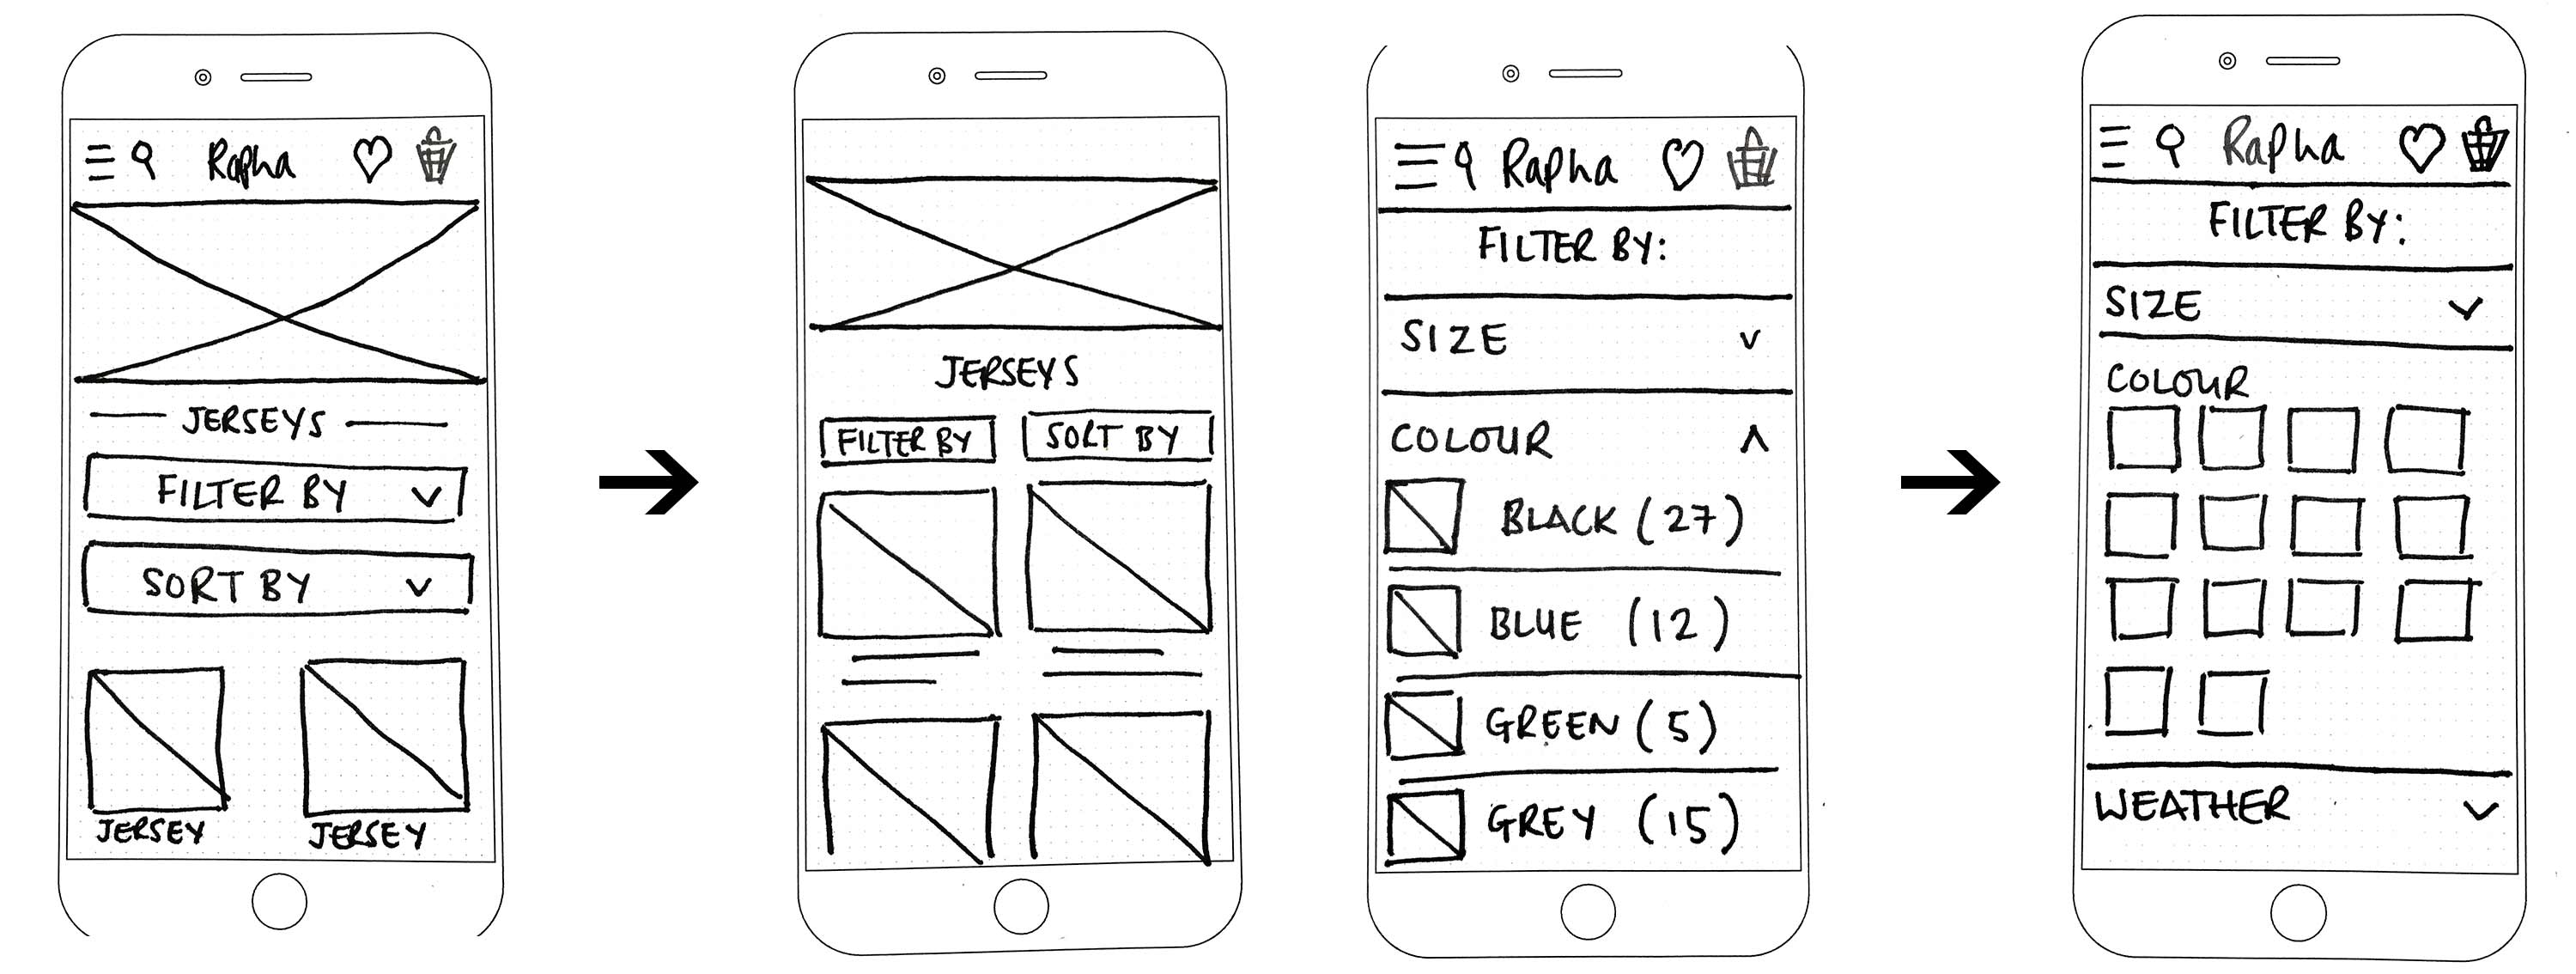 Rapha
JERSEYS
FILTER BY
SORT BY
JERSEY JERSEY
JERSEYS
FILTER BY SORT BY
Rapha
FILTER BY:
SIZE
COLOUR
BLACK (27)
BLUE (12)
GREEN (5)
GREY (15)
Rapha
FILTER BY:
SIZE
COLOUR
WEATHER